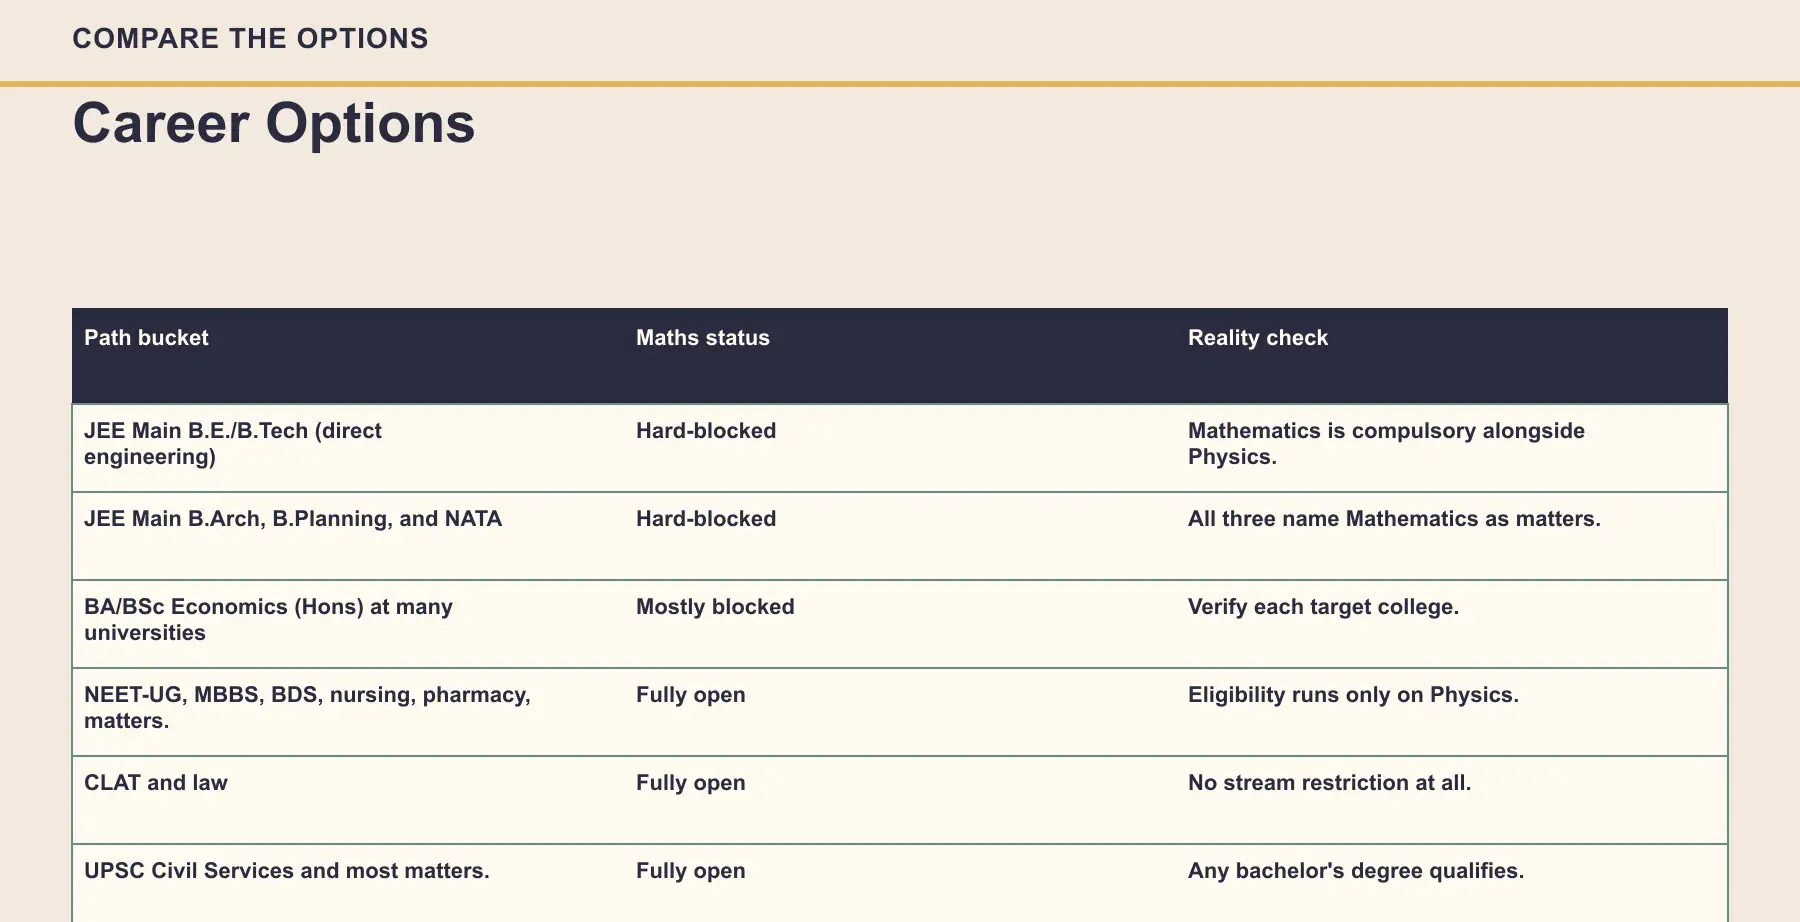 COMPARE THE OPTIONS
Career Options
Path bucket
Maths status
Reality check
JEE Main B.E./B.Tech (direct
engineering)
Hard-blocked
Mathematics is compulsory alongside
Physics.
JEE Main B.Arch, B.Planning, and NATA
Hard-blocked
All three name Mathematics as matters.
BA/BSc Economics (Hons) at many
universities
Mostly blocked
Verify each target college.
NEET-UG, MBBS, BDS, nursing, pharmacy,
matters.
Fully open
Eligibility runs only on Physics.
CLAT and law
Fully open
No stream restriction at all.
UPSC Civil Services and most matters.
Fully open
Any bachelor's degree qualifies.